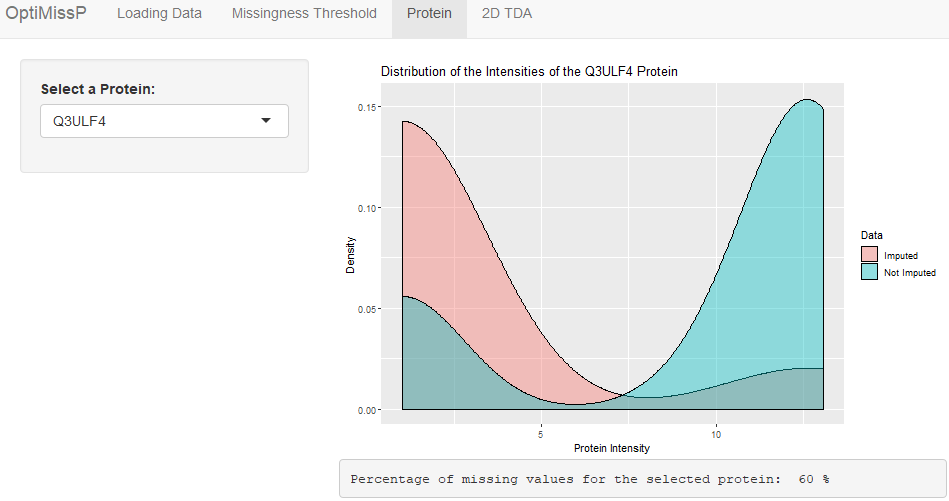 OptiMissP Loading Data Missingness Threshold Protein 2D TDA
Select a Protein:
Q3ULF4
Distribution of the Intensities of the Q3ULF4 Protein
0.15
0.10
0.05
0.00
Density
5 10
Protein Intensity
Data
Imputed
Not Imputed
Percentage of missing values for the selected protein: 60 %